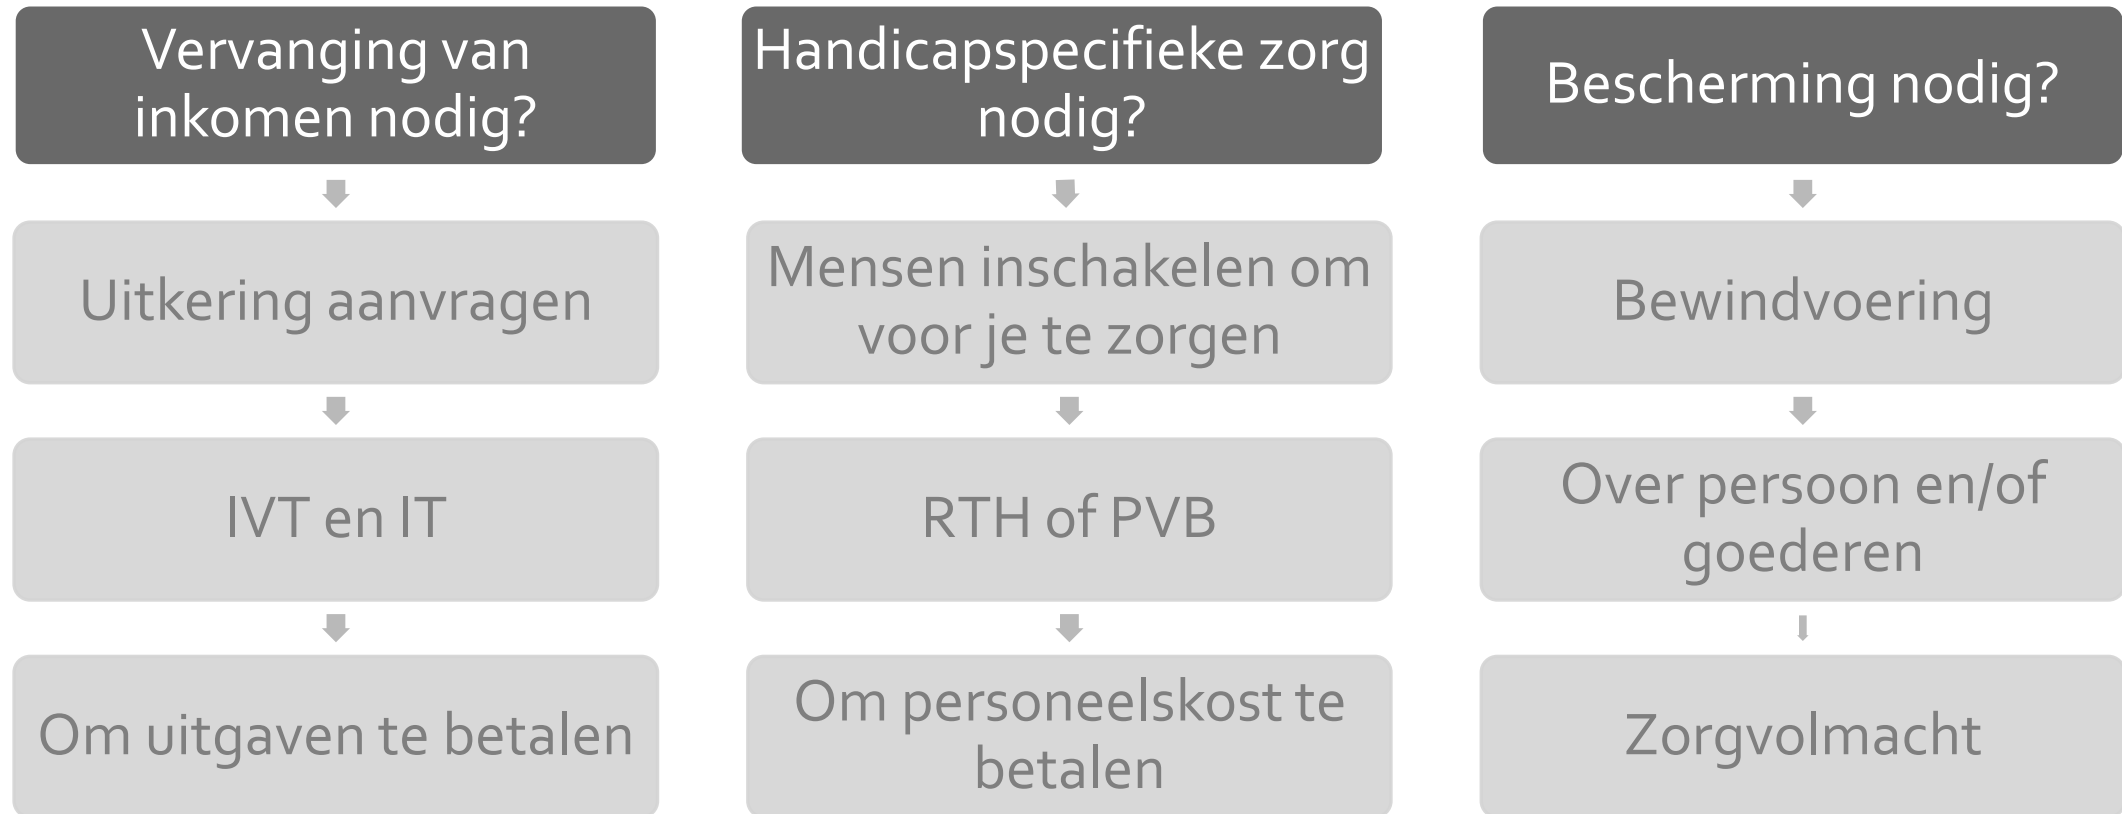 Vervanging van
inkomen nodig?
Uitkering aanvragen
IVT en IT
Om uitgaven te betalen
Handicapspecifieke zorg
nodig?
Mensen inschakelen om
voor je te zorgen
RTH of PVB
Om personeelskost te
betalen
Bescherming nodig?
Bewindvoering
Over persoon en/of
goederen
Zorgvolmacht